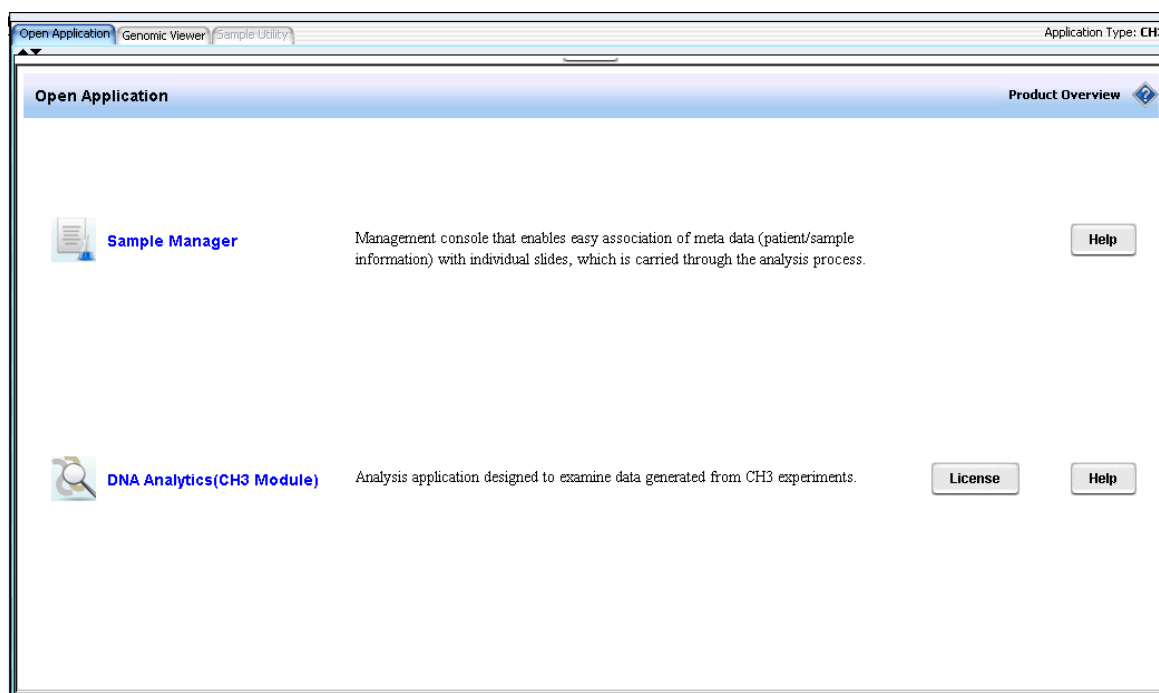 Open Application Genomic Viewer Sample Utility Application Type: CH3
Open Application Product Overview
Sample Manager
Management console that enables easy association of meta data (patient/sample
information) with individual slides, which is carried through the analysis process.
Help
DNA Analytics(CH3 Module)
Analysis application designed to examine data generated from CH3 experiments.
License
Help